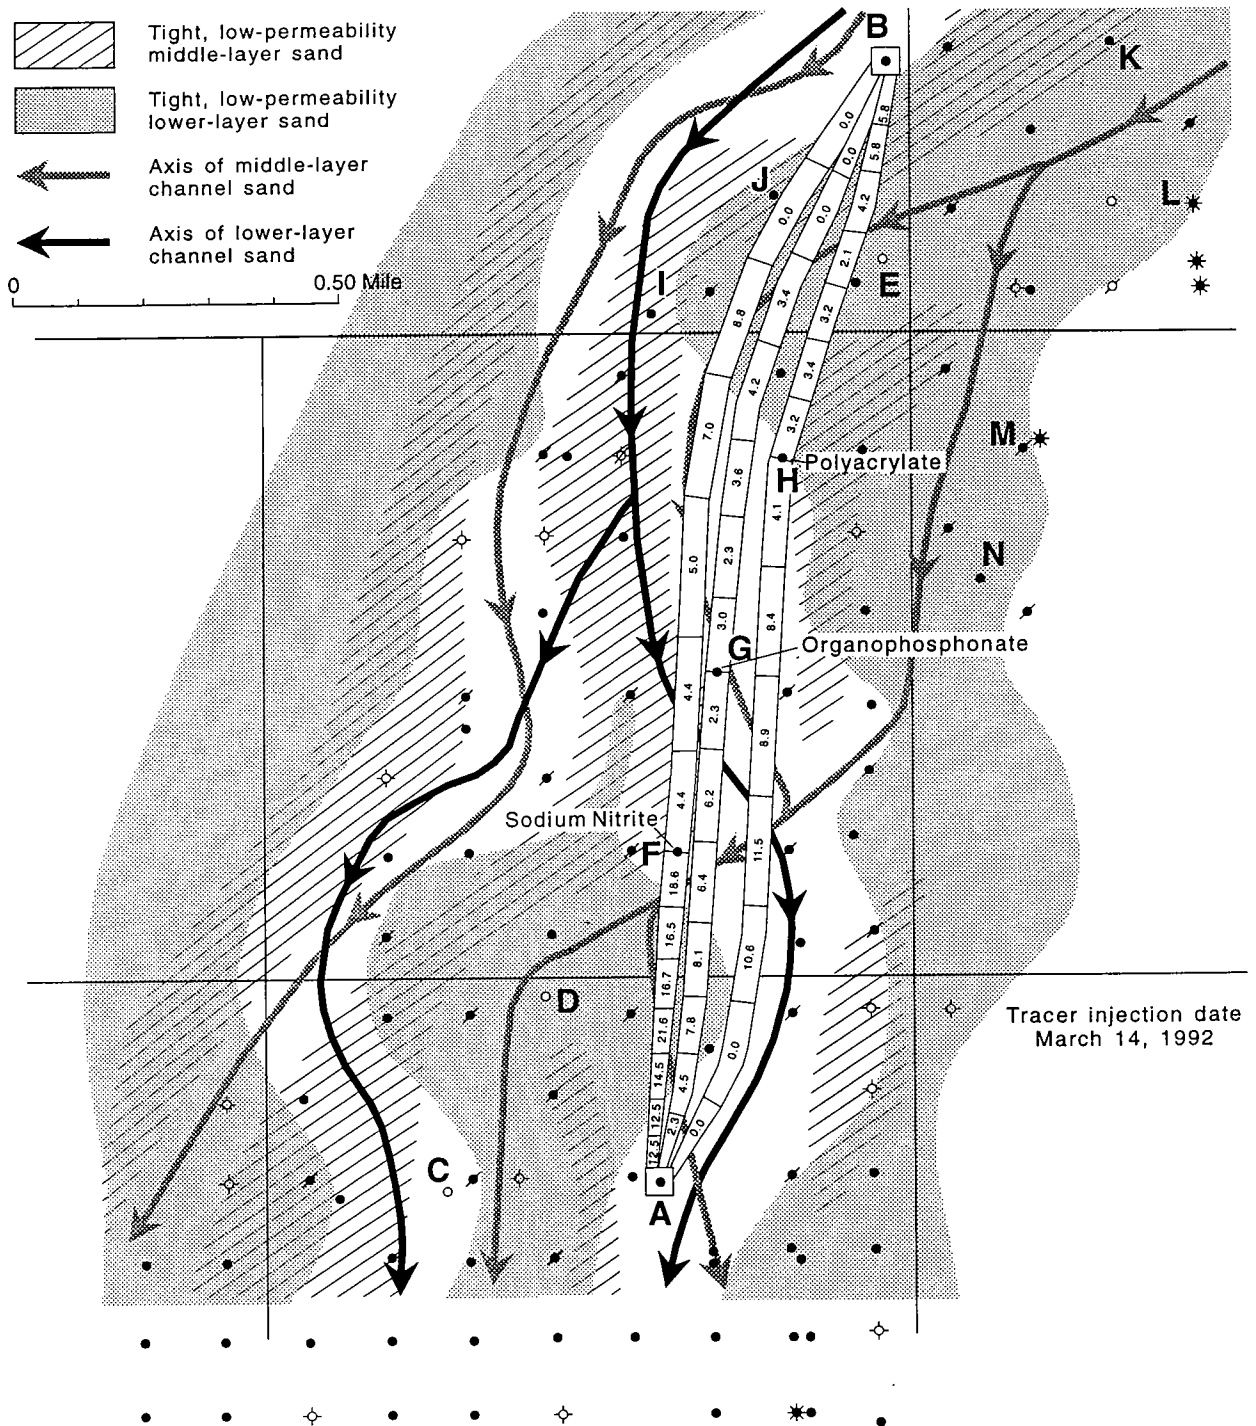 Tight, low-permeability
middle-layer sand
Tight, low-permeability
lower-layer sand
Axis of middle-layer
channel sand
Axis of lower-layer
channel sand
0 0.50 Mile
B
K
J
L
E
I
M
H
Polyacrylate
N
G
Organophosphonate
Sodium Nitrite
F
D
Tracer injection date
March 14, 1992
C
A
0.0
0.0
8.8
7.0
5.0
4.4
4.4
18.6
16.5
16.7
21.6
14.5
12.5
12.5
0.0
0.0
3.4
4.2
3.6
2.3
3.0
2.3
6.2
6.4
8.1
7.8
4.5
2.3
5.8
5.8
4.2
2.1
3.2
3.4
3.2
4.1
8.4
8.9
11.5
10.6
0.0
0.0